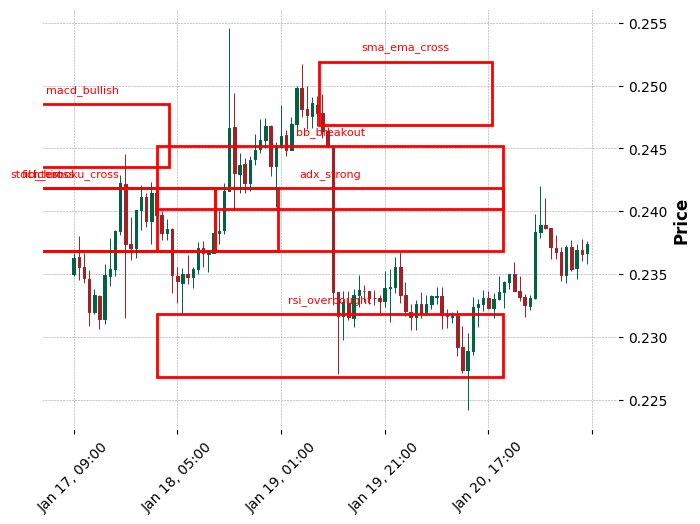 sma_ema_cross
macd_bullish
bb_breakout
adx_strong
rsi_overbought
0.255
0.250
0.245
0.240
0.235
0.230
0.225
Price
Jan 17, 09:00
Jan 18, 05:00
Jan 19, 01:00
Jan 19, 21:00
Jan 20, 17:00